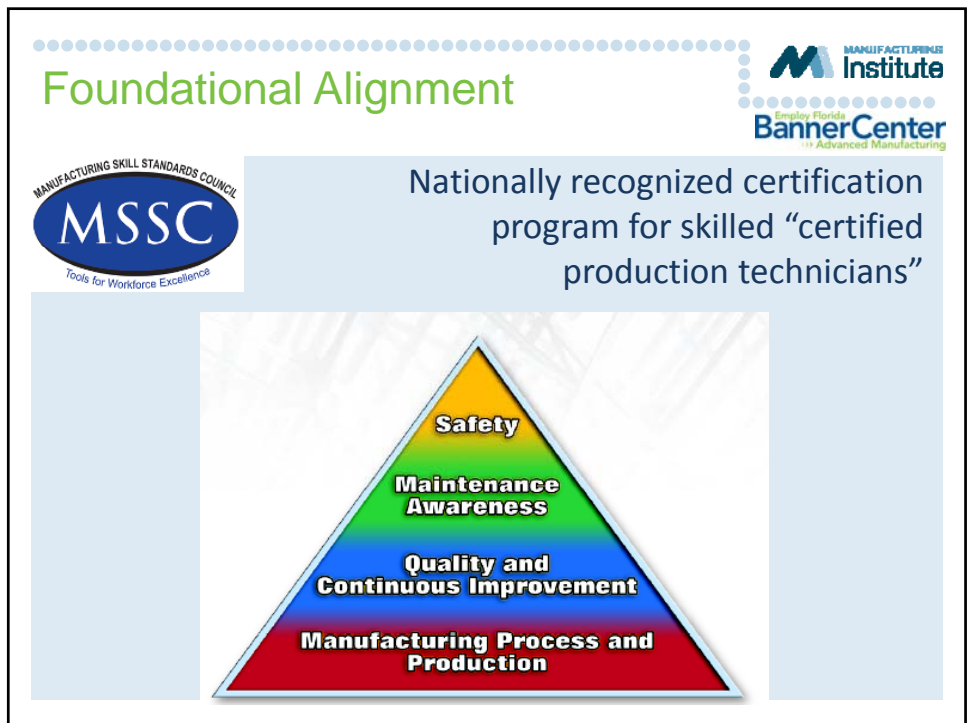 Foundational Alignment
MANUFACTURING
Institute
Employ Florida
BannerCenter
for Advanced Manufacturing
MANUFACTURING SKILL STANDARDS COUNCIL
MSSC
Tools for Workforce Excellence
Nationally recognized certification
program for skilled “certified
production technicians”
Safety
Maintenance
Awareness
Quality and
Continuous Improvement
Manufacturing Process and
Production